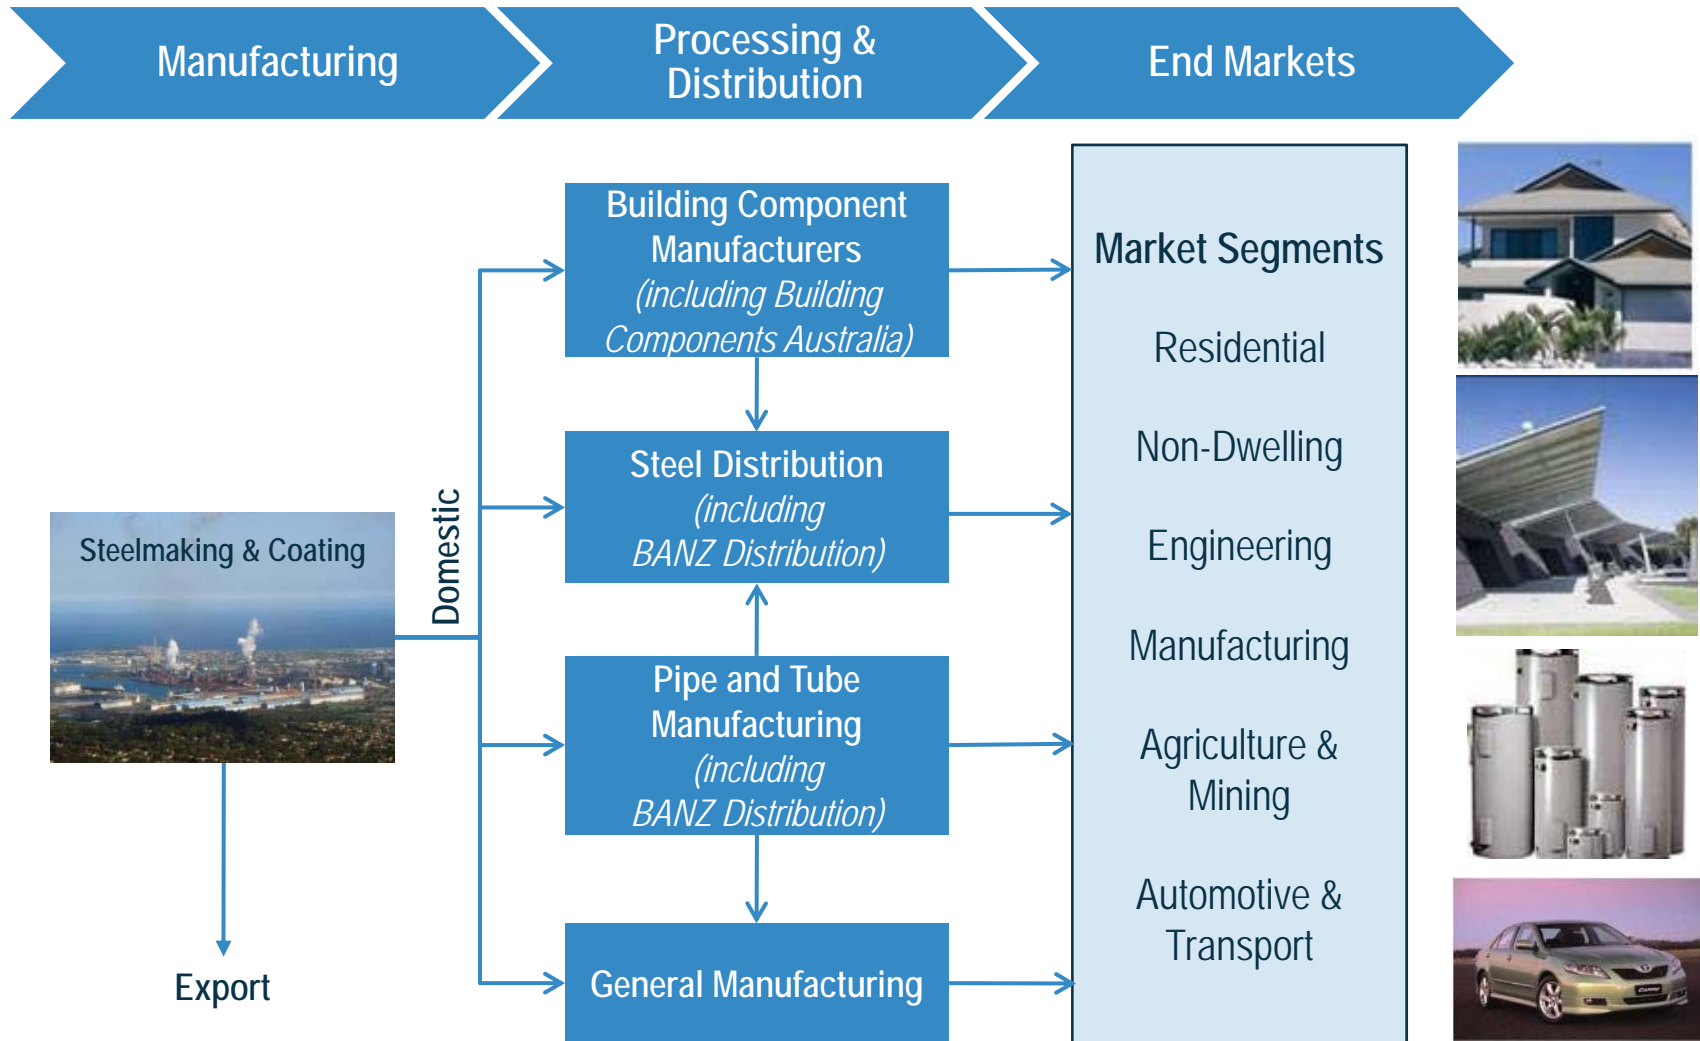 Manufacturing
Processing &
Distribution
End Markets
Building Component
Manufacturers
(including Building
Components Australia)
Steel Distribution
(including
BANZ Distribution)
Pipe and Tube
Manufacturing
(including
BANZ Distribution)
General Manufacturing
Steelmaking & Coating
Domestic
Export
Market Segments
Residential
Non-Dwelling
Engineering
Manufacturing
Agriculture &
Mining
Automotive &
Transport